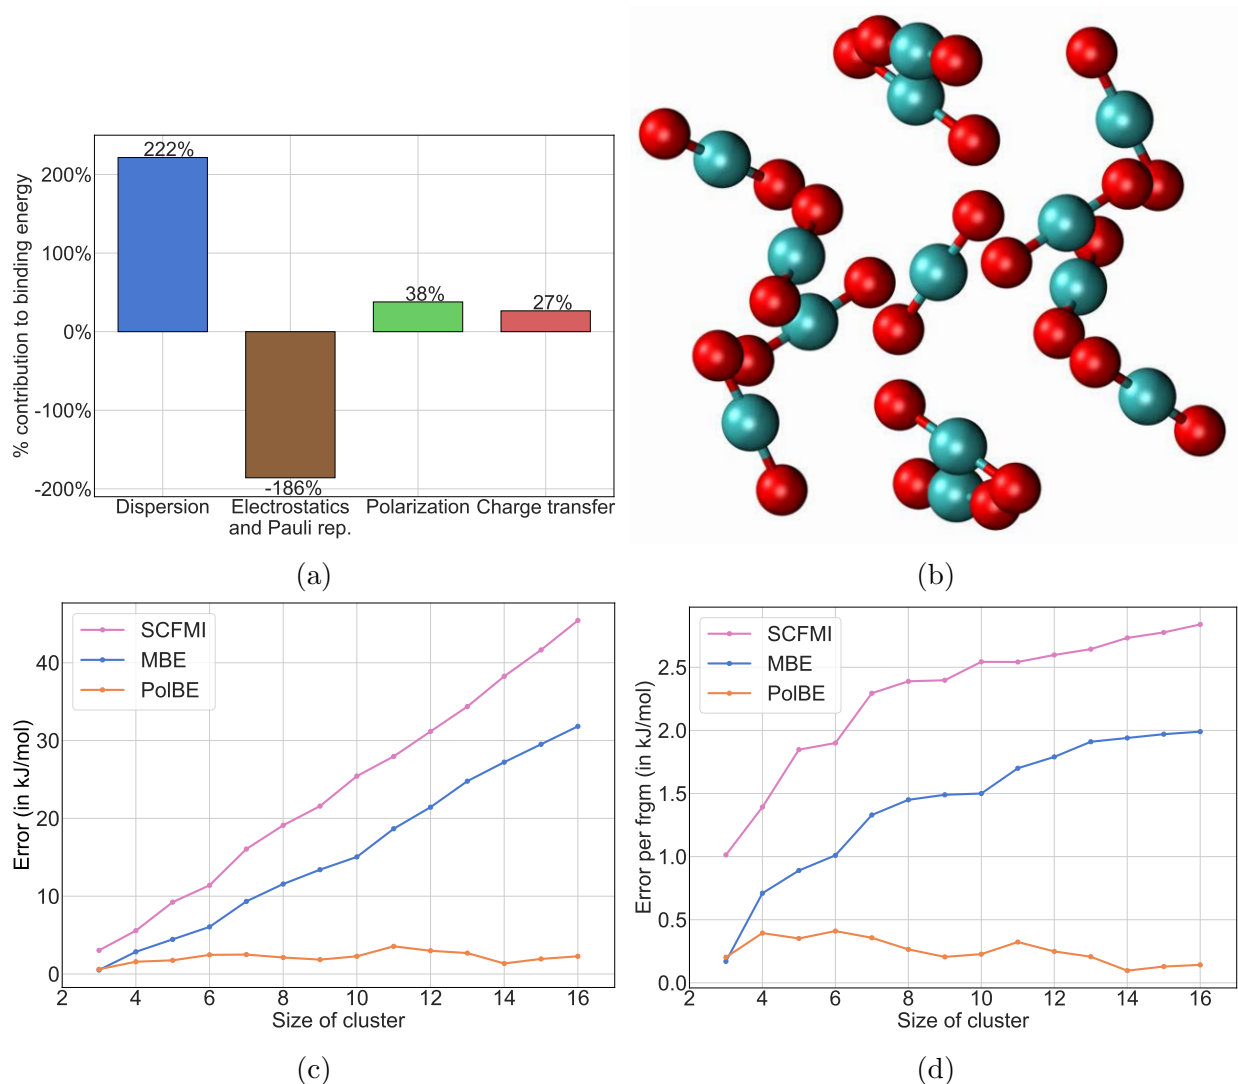 % contribution to binding energy
200%
100%
0%
-100%
-200%
222%
-186%
38%
27%
Dispersion
Electrostatics
and Pauli rep.
Polarization
Charge transfer
(a)
(b)
Error (in kJ/mol)
40
30
20
10
0
SCFMI
MBE
PolBE
2 4 6 8 10 12 14 16
Size of cluster
(c)
Error per frgm (in kJ/mol)
2.5
2.0
1.5
1.0
0.5
0.0
SCFMI
MBE
PolBE
2 4 6 8 10 12 14 16
Size of cluster
(d)